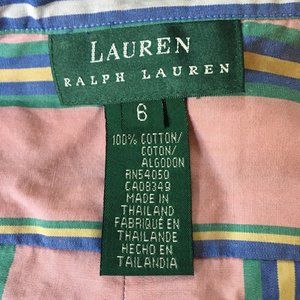 LAUREN
RALPH LAUREN
6
100% COTTON/
COTON/
ALGODON
RN54050
CA08349
MADE IN
THAILAND
FABRIQUÉ EN
THAILANDE
HECHO EN
TAILANDIA